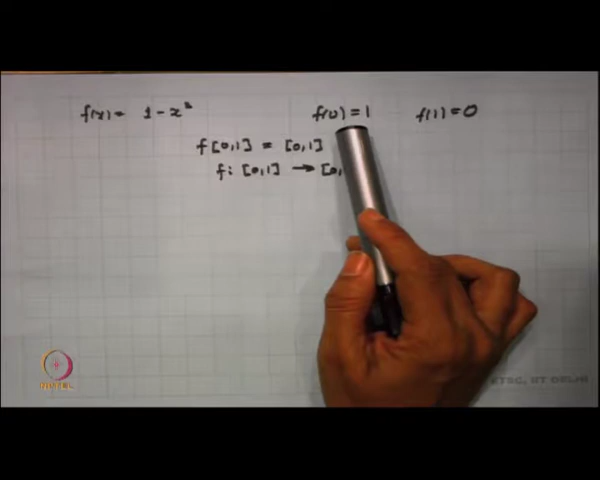 f(x) = 1 - x² f(0) = 1 f(1) = 0
f[0,1] = [0,1]
f: [0,1] → [0,
NPTEL
ETSC, IIT DELHI